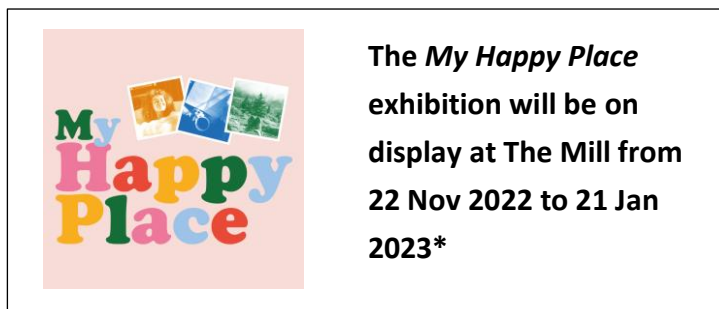 My
Happy
Place
The My Happy Place
exhibition will be on
display at The Mill from
22 Nov 2022 to 21 Jan
2023*